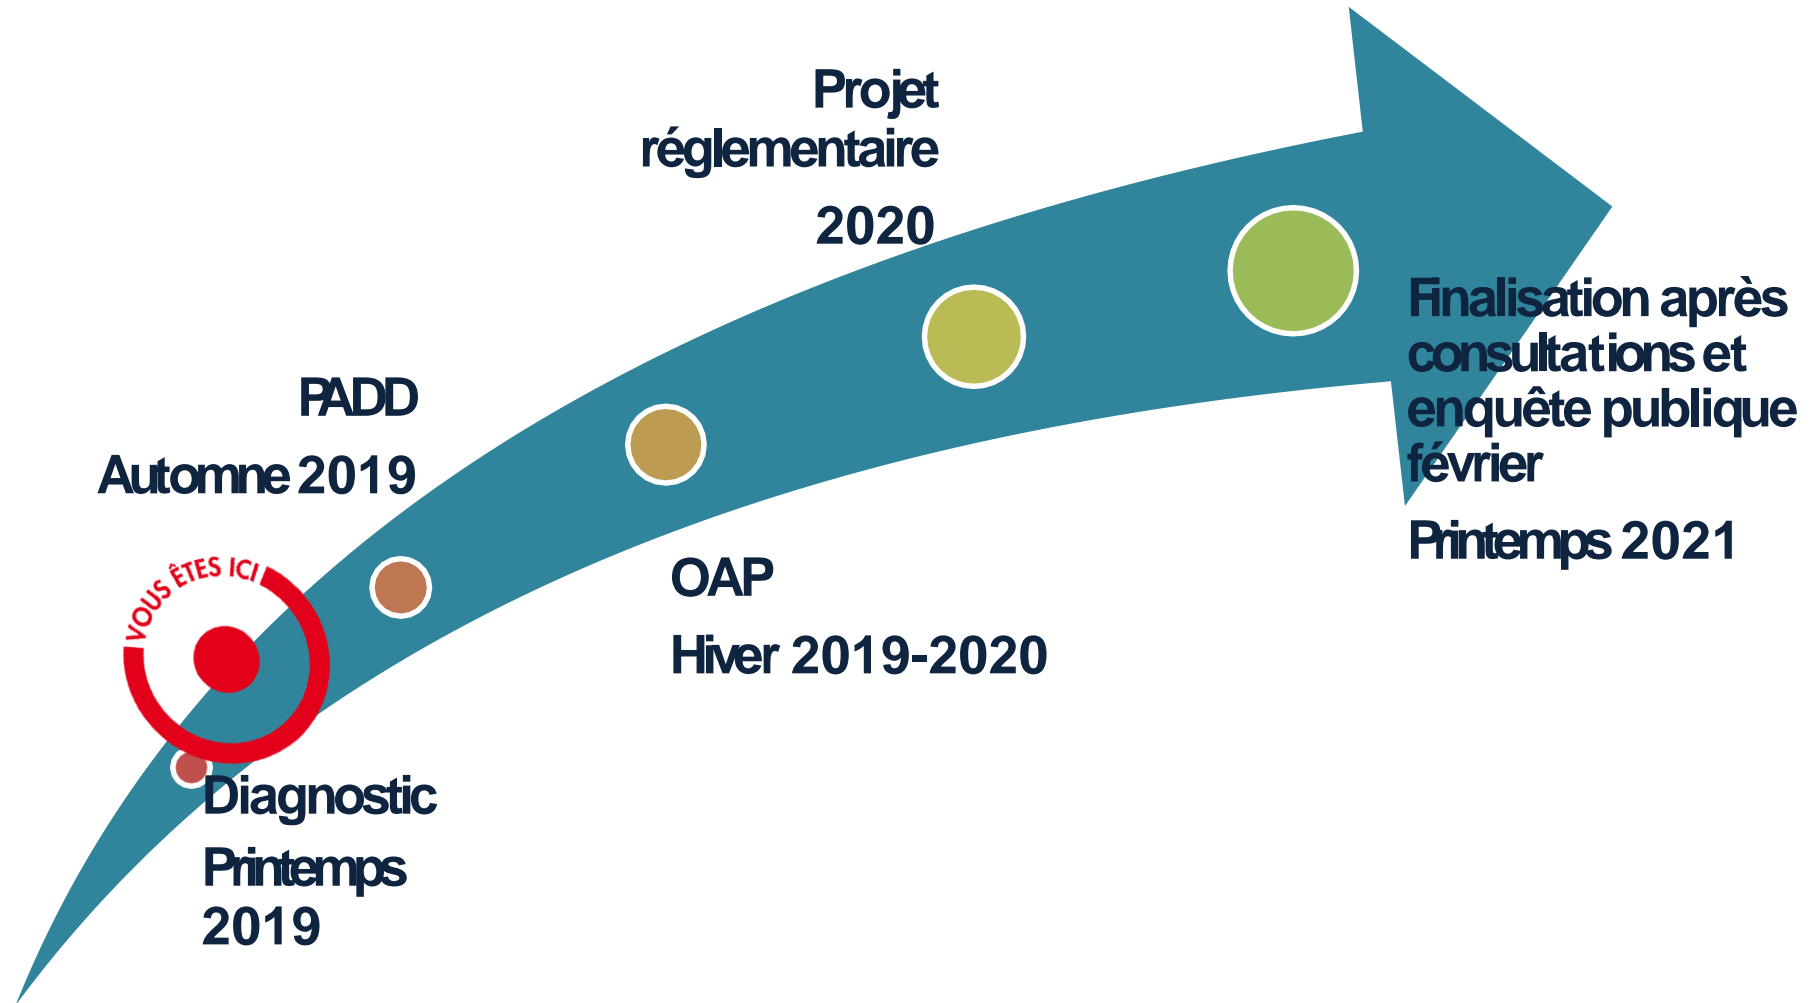 Projet
réglementaire
2020
PADD
Automne 2019
VOUS ÊTES ICI
Diagnostic
Printemps
2019
OAP
Hiver 2019-2020
Finalisation après
consultations et
enquête publique
février
Printemps 2021